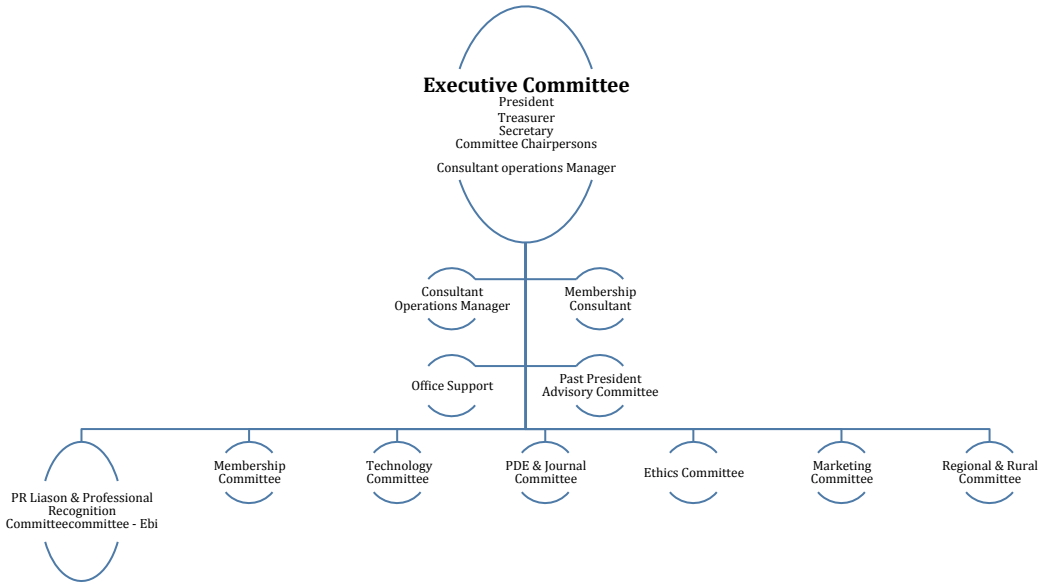 Executive Committee
President
Treasurer
Secretary
Committee Chairpersons
Consultant operations Manager
Consultant
Operations Manager
Membership
Consultant
Office Support
Past President
Advisory Committee
PR Liason & Professional
Recognition
Committeecommittee - Ebi
Membership
Committee
Technology
Committee
PDE & Journal
Committee
Ethics Committee
Marketing
Committee
Regional & Rural
Committee